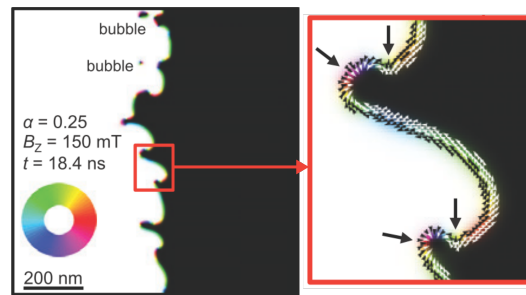 bubble
bubble
α = 0.25
B_Z = 150 mT
t = 18.4 ns
200 nm